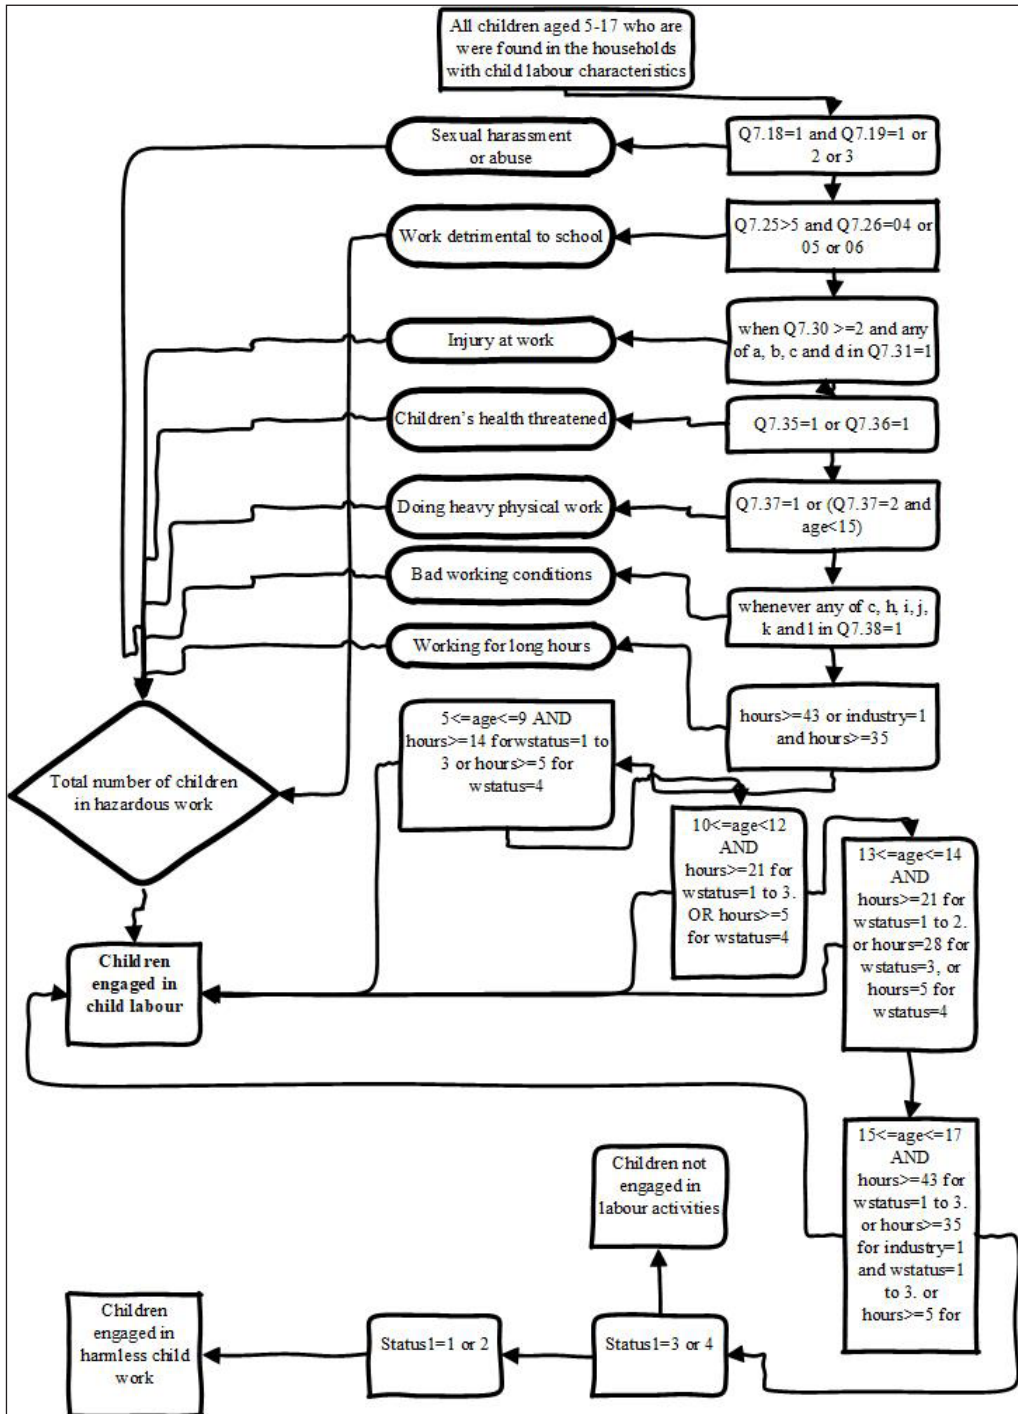 All children aged 5-17 who are
were found in the households
with child labour characteristics
Sexual harassment
or abuse
Q7.18=1 and Q7.19=1 or
2 or 3
Work detrimental to school
Q7.25>5 and Q7.26=04 or
05 or 06
Injury at work
when Q7.30 >=2 and any
of a, b, c and d in Q7.31=1
Children's health threatened
Q7.35=1 or Q7.36=1
Doing heavy physical work
Q7.37=1 or (Q7.37=2 and
age<15)
Bad working conditions
whenever any of c, h, i, j,
k and l in Q7.38=1
Working for long hours
hours>=43 or industry=1
and hours>=35
5<=age<=9 AND
hours>=14 forwstatus=1 to
3 or hours>=5 for
wstatus=4
Total number of children
in hazardous work
10<=age<12
AND
hours>=21 for
wstatus=1 to 3.
OR hours>=5
for wstatus=4
13<=age<=14
AND
hours>=21 for
wstatus=1 to 2.
or hours=28 for
wstatus=3, or
hours=5 for
wstatus=4
Children
engaged in
child labour
15<=age<=17
AND
hours>=43 for
wstatus=1 to 3.
or hours>=35
for industry=1
and wstatus=1
to 3. or
hours>=5 for
Children not
engaged in
labour activities
Children
engaged in
harmless child
work
Status1=1 or 2
Status1=3 or 4